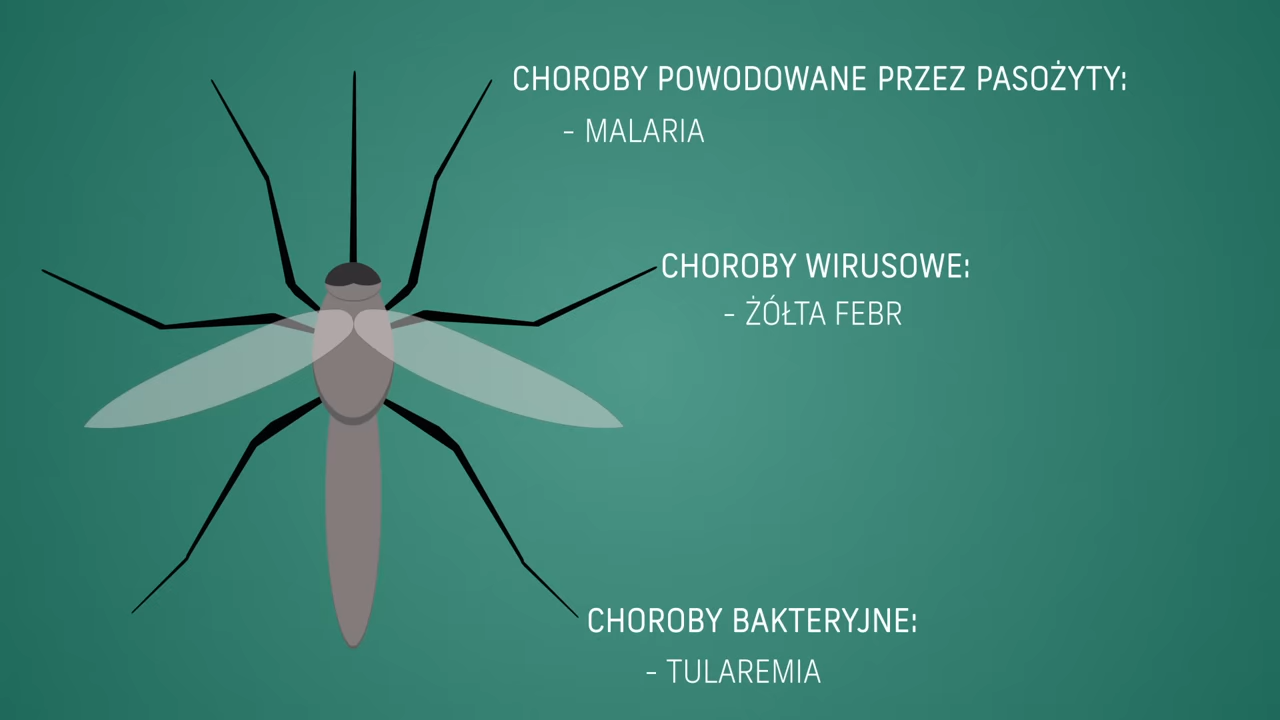 CHOROBY POWODOWANE PRZEZ PASOŻYTY:
- MALARIA
CHOROBY WIRUSOWE:
- ŻÓŁTA FEBR
CHOROBY BAKTERYJNE:
- TULAREMIA